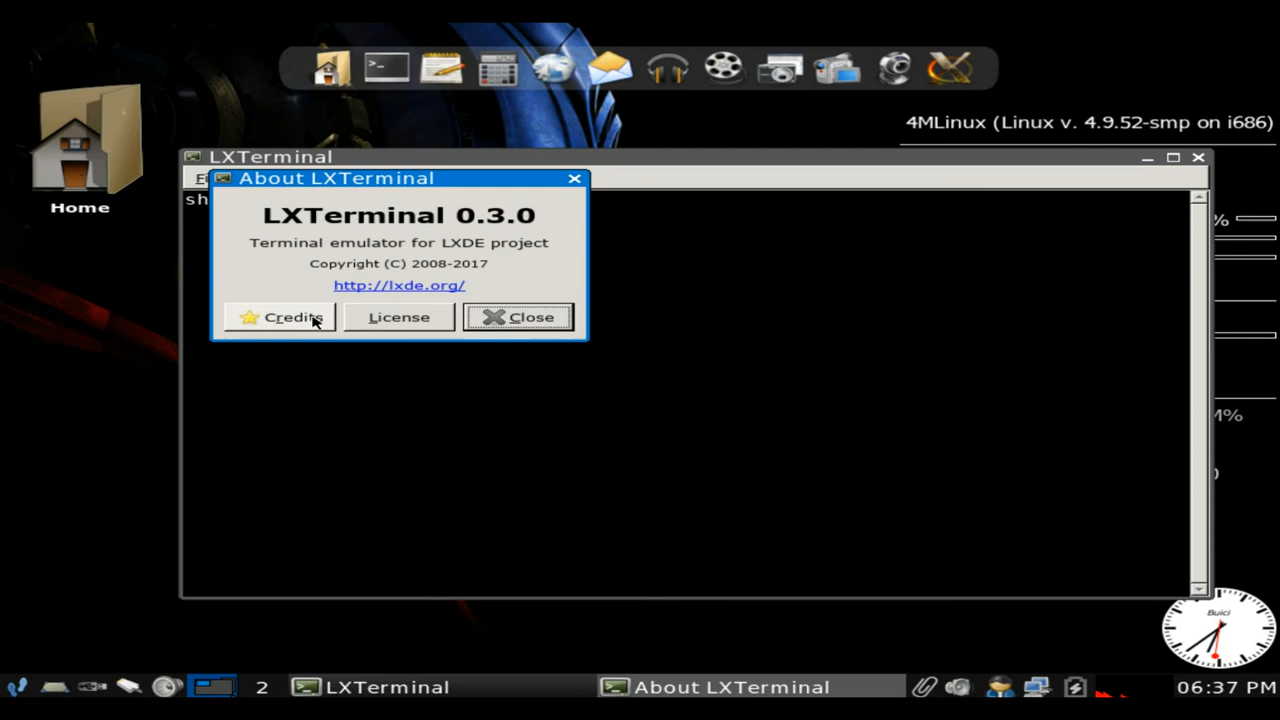 4MLinux (Linux v. 4.9.52-smp on i686)
Home
LXTerminal
Fi
About LXTerminal
sh
LXTerminal 0.3.0
Terminal emulator for LXDE project
Copyright (C) 2008-2017
http://lxde.org/
Credits
License
Close
%
M%
Buici
2
LXTerminal
About LXTerminal
06:37 PM